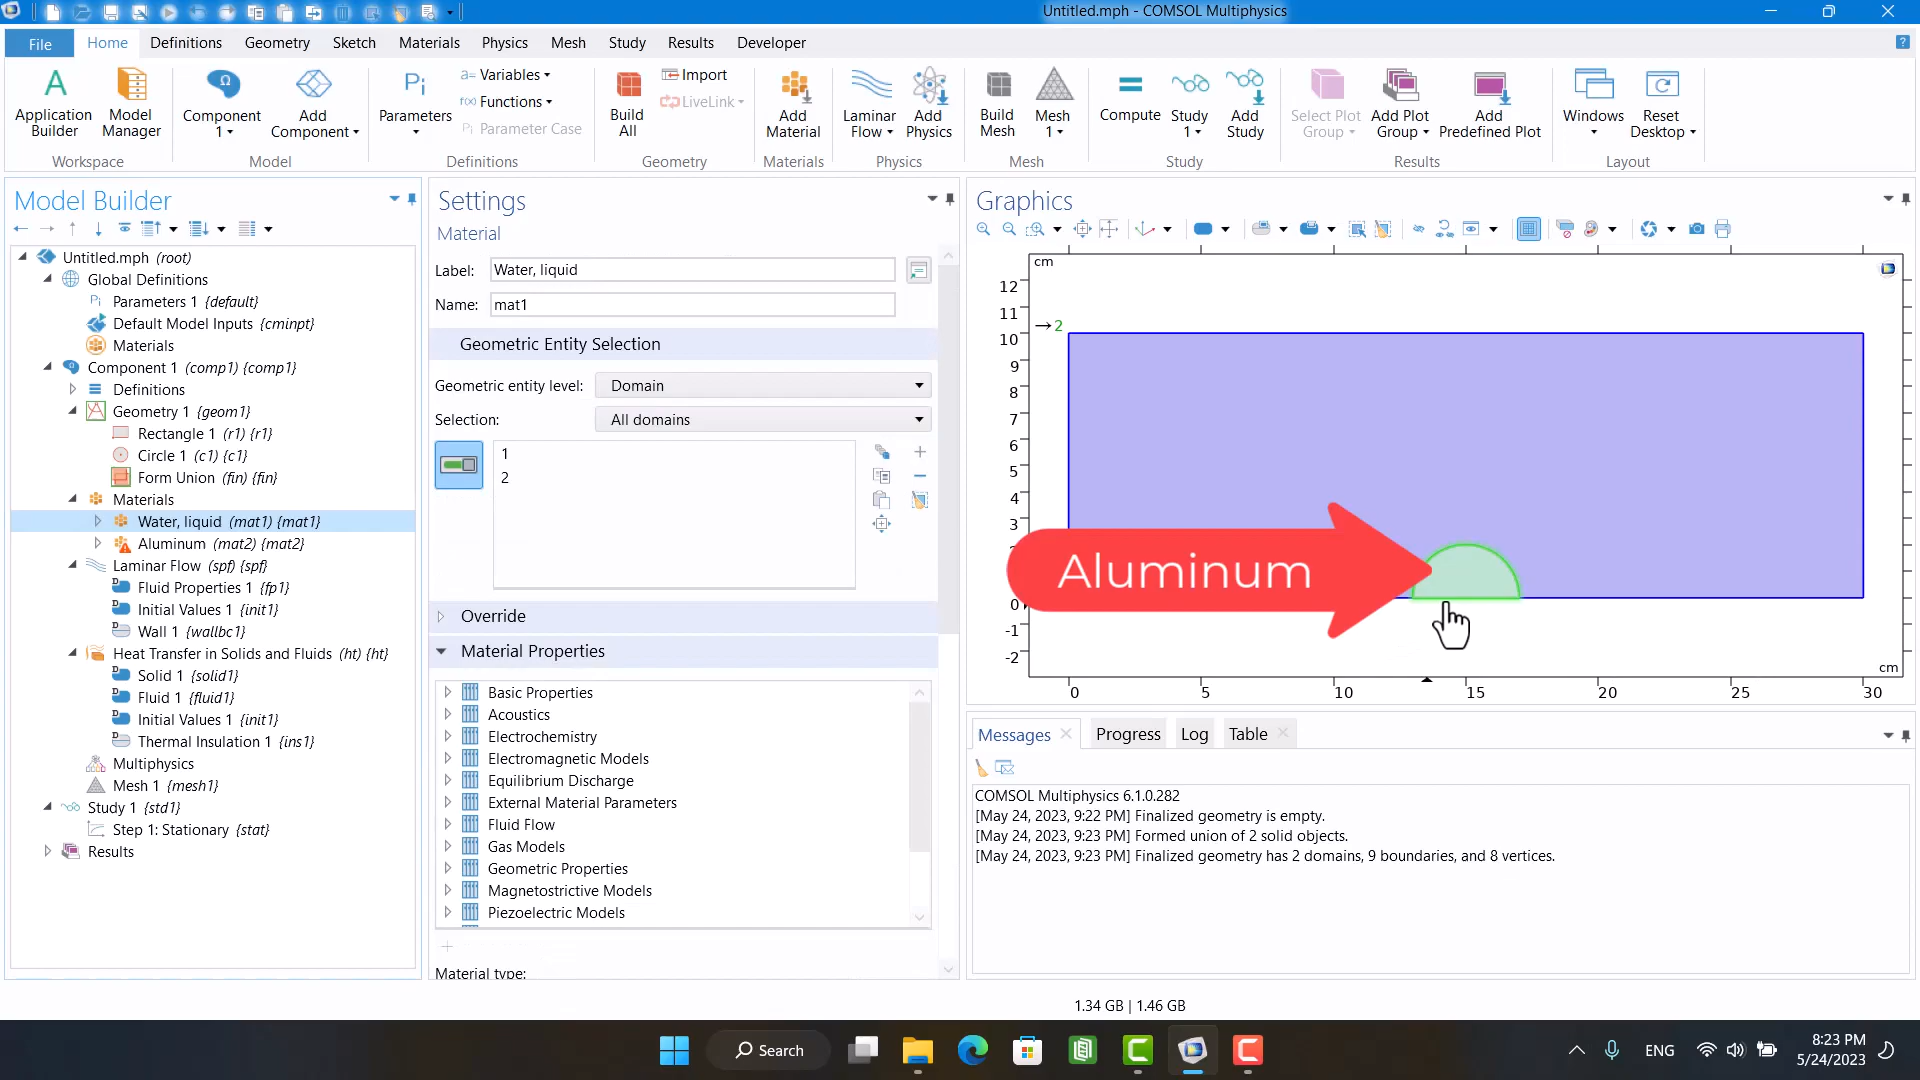 Untitled.mph - COMSOL Multiphysics
File
Home
Definitions
Geometry
Sketch
Materials
Physics
Mesh
Study
Results
Developer
Application Builder
Model Manager
Workspace
Component 1
Add Component
Model
Pi
Parameters
a= Variables
f(x) Functions
Pi Parameter Case
Definitions
Build All
Import
LiveLink
Geometry
Add Material
Materials
Laminar Flow
Add Physics
Physics
Build Mesh
Mesh 1
Mesh
Compute
Study 1
Add Study
Study
Select Plot Group
Add Plot Group
Add Predefined Plot
Results
Windows
Reset Desktop
Layout
Model Builder
Untitled.mph (root)
Global Definitions
Pi Parameters 1 {default}
Default Model Inputs {cminpt}
Materials
Component 1 (comp1) {comp1}
Definitions
Geometry 1 {geom1}
Rectangle 1 (r1) {r1}
Circle 1 (c1) {c1}
Form Union (fin) {fin}
Materials
Water, liquid (mat1) {mat1}
Aluminum (mat2) {mat2}
Laminar Flow (spf) {spf}
Fluid Properties 1 {fp1}
Initial Values 1 {init1}
Wall 1 {wallbc1}
Heat Transfer in Solids and Fluids (ht) {ht}
Solid 1 {solid1}
Fluid 1 {fluid1}
Initial Values 1 {init1}
Thermal Insulation 1 {ins1}
Multiphysics
Mesh 1 {mesh1}
Study 1 {std1}
Step 1: Stationary {stat}
Results
Settings
Material
Label: Water, liquid
Name: mat1
Geometric Entity Selection
Geometric entity level: Domain
Selection: All domains
1
2
Override
Material Properties
Basic Properties
Acoustics
Electrochemistry
Electromagnetic Models
Equilibrium Discharge
External Material Parameters
Fluid Flow
Gas Models
Geometric Properties
Magnetostrictive Models
Piezoelectric Models
Material type:
Graphics
cm
12
11
→2
10
9
8
7
6
5
4
3
Aluminum
0
-1
-2
cm
0 5 10 15 20 25 30
Messages
Progress
Log
Table
COMSOL Multiphysics 6.1.0.282
[May 24, 2023, 9:22 PM] Finalized geometry is empty.
[May 24, 2023, 9:23 PM] Formed union of 2 solid objects.
[May 24, 2023, 9:23 PM] Finalized geometry has 2 domains, 9 boundaries, and 8 vertices.
1.34 GB | 1.46 GB
Search
ENG
8:23 PM
5/24/2023